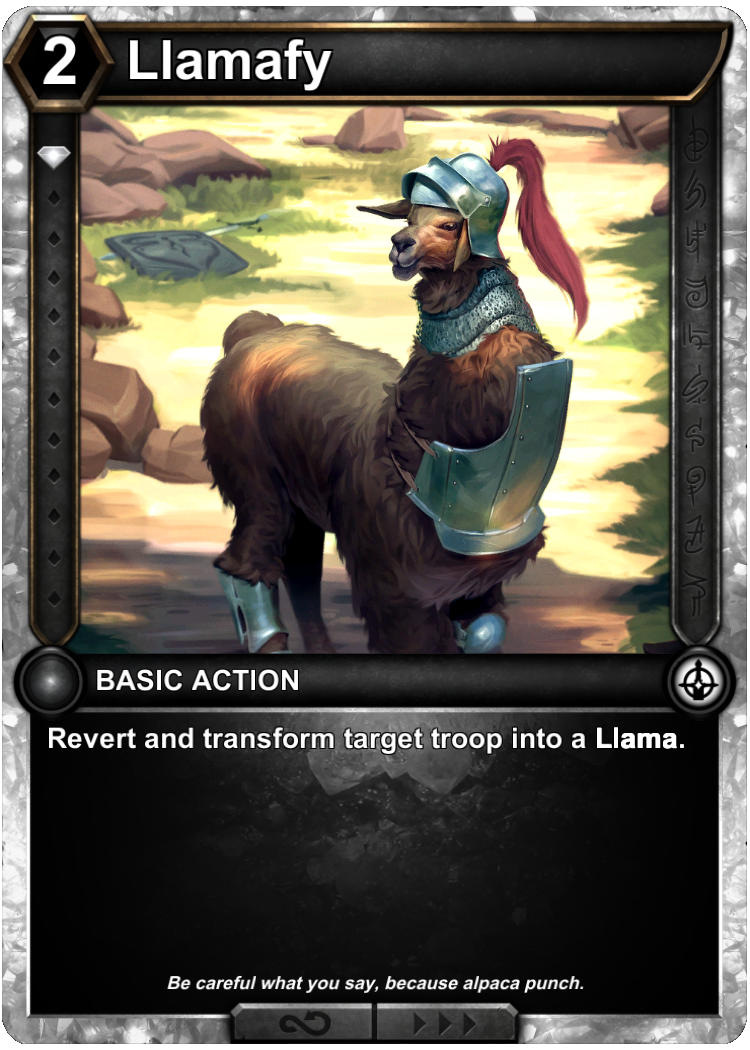 2 Llamafy
BASIC ACTION
Revert and transform target troop into a Llama.
Be careful what you say, because alpaca punch.